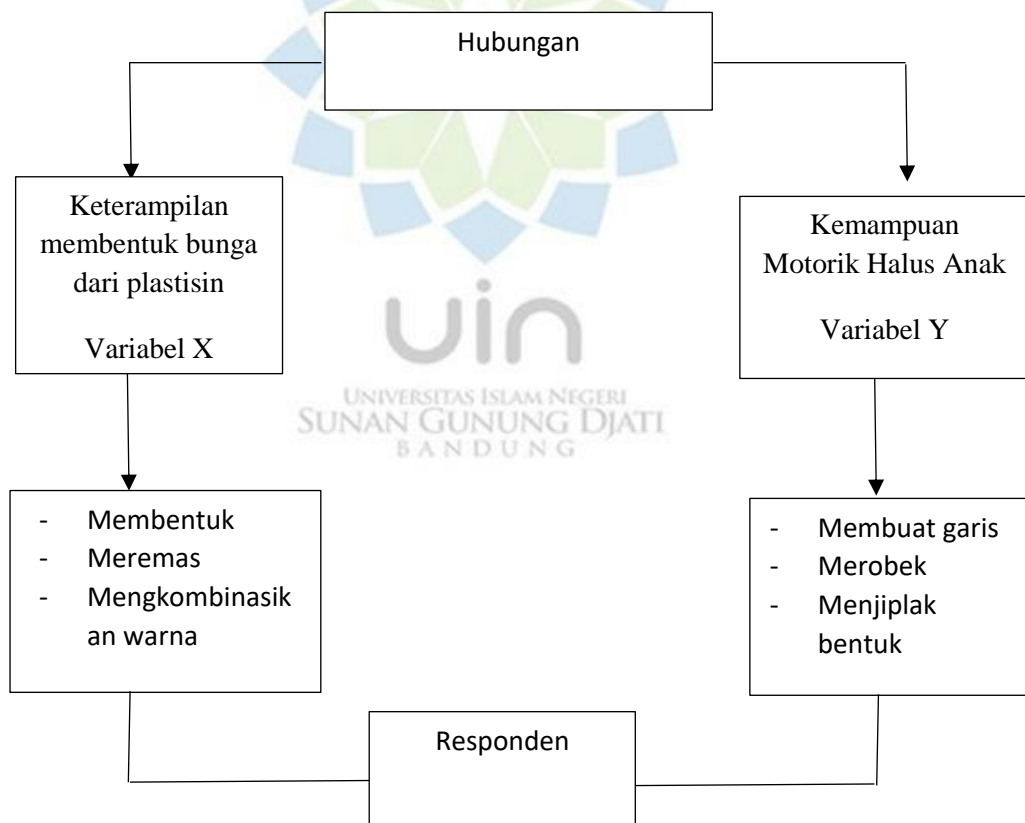 Hubungan
Keterampilan
membentuk bunga
dari plastisin
Variabel X
Kemampuan
Motorik Halus Anak
Variabel Y
uin
UNIVERSITAS ISLAM NEGERI
SUNAN GUNUNG DJATI
BANDUNG
- Membentuk
- Meremas
- Mengkombinasik
an warna
- Membuat garis
- Merobek
- Menjiplak
bentuk
Responden